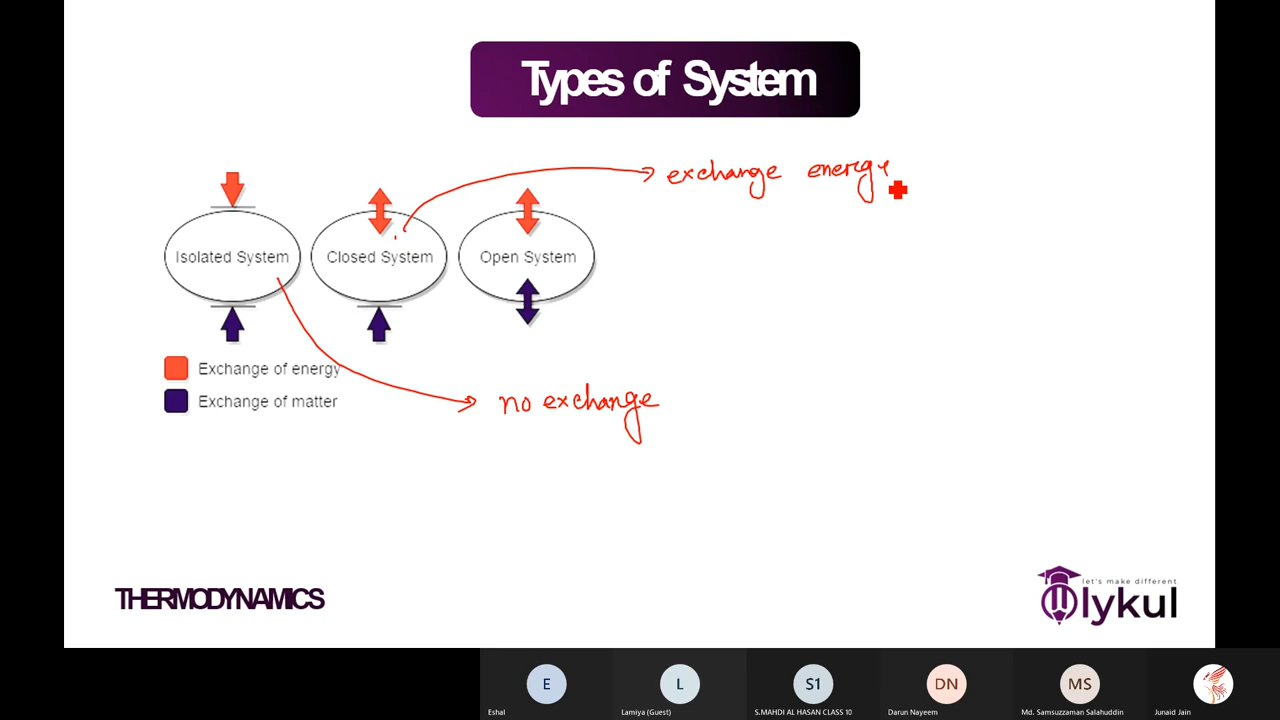 Types of System
exchange energy
Isolated System
Closed System
Open System
Exchange of energy
Exchange of matter
no exchange
THERMODYNAMICS
let's make different
lykul
E
L
S1
DN
MS
Eshal
Lamiya (Guest)
S.MAHDI AL HASAN CLASS 10
Darun Nayeem
Md. Samsuzzaman Salahuddin
Junaid Jain